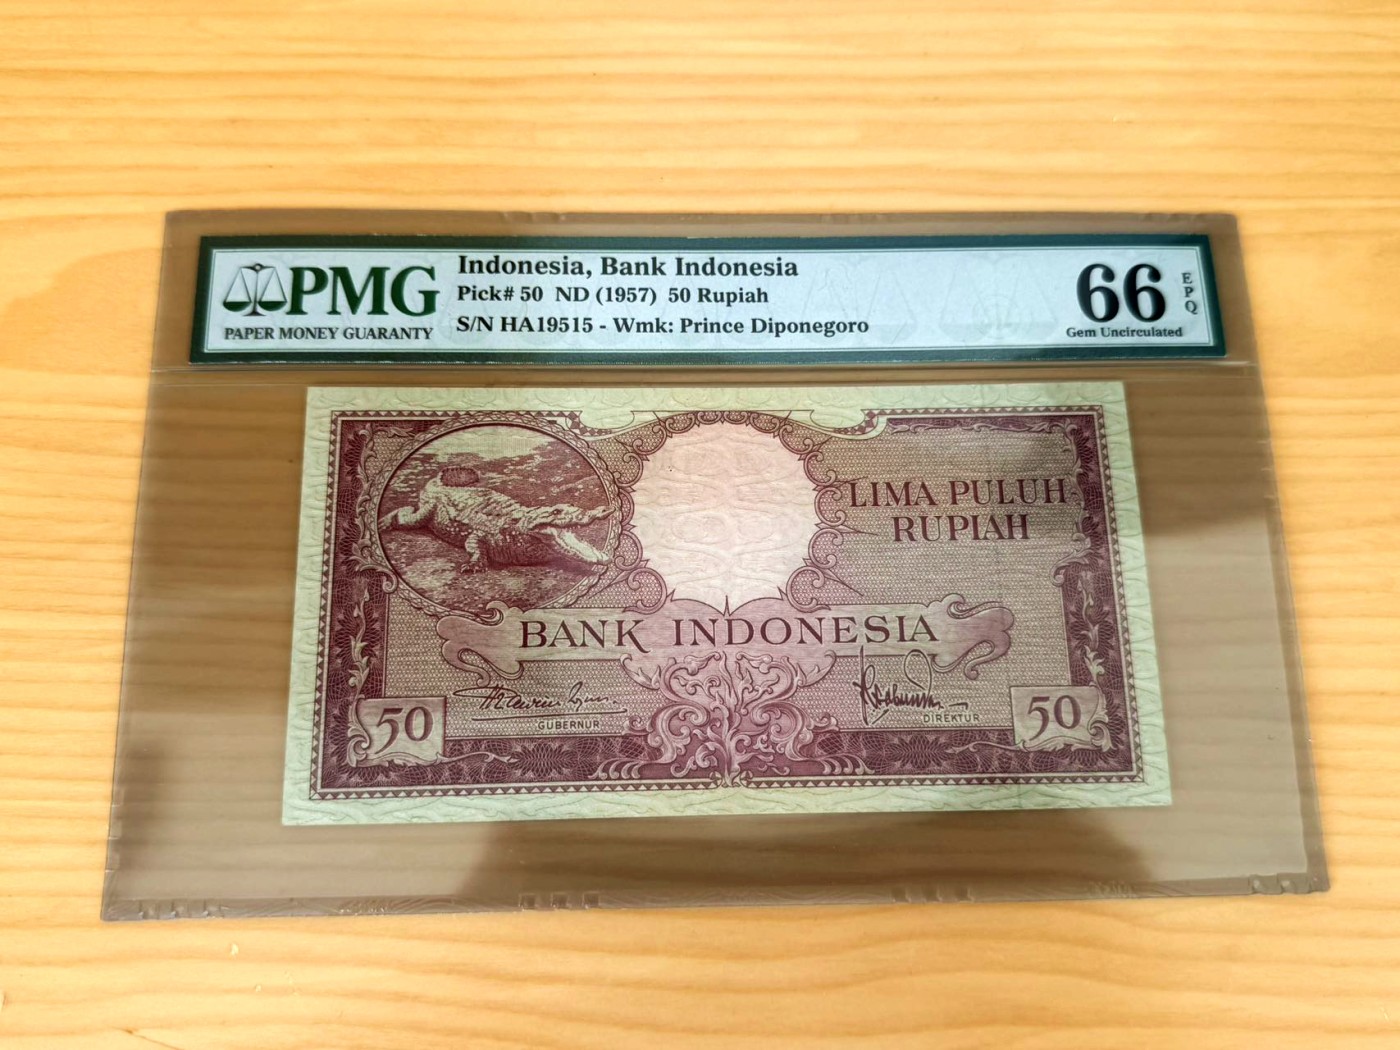 PMG
PAPER MONEY GUARANTY
Indonesia, Bank Indonesia
Pick# 50 ND (1957) 50 Rupiah
S/N HA19515 - Wmk: Prince Diponegoro
66
EPQ
Gem Uncirculated
LIMA PULUH
RUPIAH
BANK INDONESIA
GUBERNUR
DIREKTUR
50
50